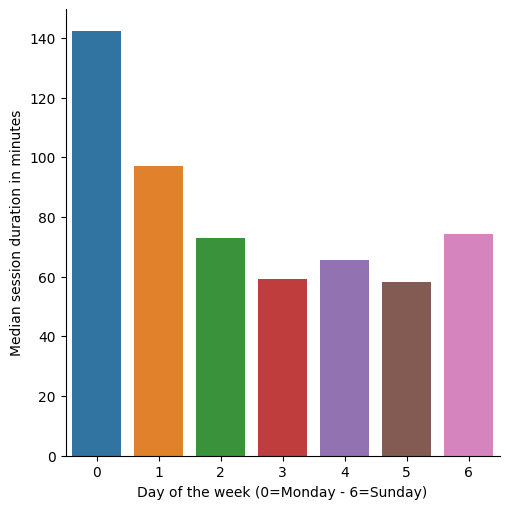 Median session duration in minutes
140
120
100
80
60
40
20
0
0 1 2 3 4 5 6
Day of the week (0=Monday - 6=Sunday)